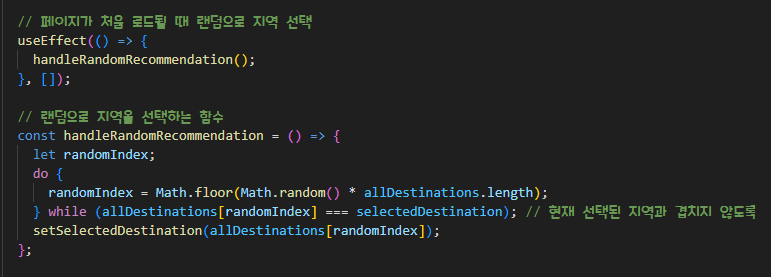 // 페이지가 처음 로드될 때 랜덤으로 지역 선택
useEffect(() => {
  handleRandomRecommendation();
}, []);

// 랜덤으로 지역을 선택하는 함수
const handleRandomRecommendation = () => {
  let randomIndex;
  do {
    randomIndex = Math.floor(Math.random() * allDestinations.length);
  } while (allDestinations[randomIndex] === selectedDestination); // 현재 선택된 지역과 겹치지 않도록
  setSelectedDestination(allDestinations[randomIndex]);
};